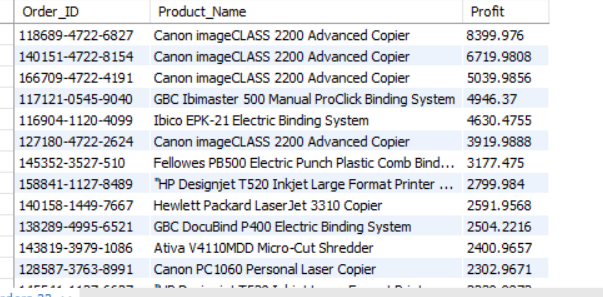 Order_ID Product_Name Profit
118689-4722-6827 Canon imageCLASS 2200 Advanced Copier 8399.976
140151-4722-8154 Canon imageCLASS 2200 Advanced Copier 6719.9808
166709-4722-4191 Canon imageCLASS 2200 Advanced Copier 5039.9856
117121-0545-9040 GBC Ibimaster 500 Manual ProClick Binding System 4946.37
116904-1120-4099 Ibico EPK-21 Electric Binding System 4630.4755
127180-4722-2624 Canon imageCLASS 2200 Advanced Copier 3919.9888
145352-3527-510 Fellowes PB500 Electric Punch Plastic Comb Bind... 3177.475
158841-1127-8489 "HP Designjet T520 Inkjet Large Format Printer ... 2799.984
140158-1449-7667 Hewlett Packard LaserJet 3310 Copier 2591.9568
138289-4995-6521 GBC DocuBind P400 Electric Binding System 2504.2216
143819-3979-1086 Ativa V4110MDD Micro-Cut Shredder 2400.9657
128587-3763-8991 Canon PC1060 Personal Laser Copier 2302.9671